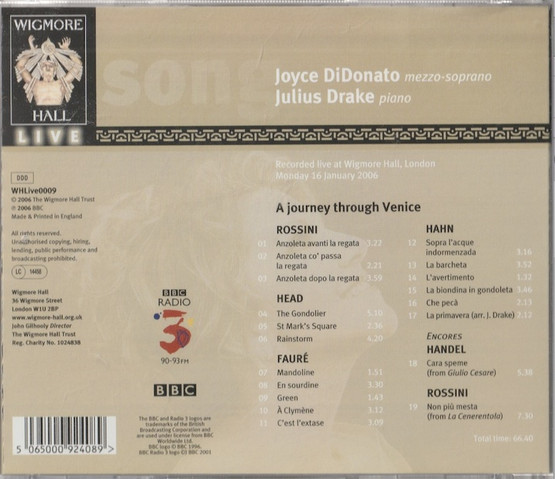 WIGMORE
HALL
LIVE
song
Joyce DiDonato mezzo-soprano
Julius Drake piano
Recorded live at Wigmore Hall, London
Monday 16 January 2006
A journey through Venice
DDD
WHLive0009
℗ 2006 The Wigmore Hall Trust
© 2006 BBC
Made & Printed in England
All rights reserved.
Unauthorised copying, hiring,
lending, public performance and
broadcasting prohibited.
LC 14458
Wigmore Hall
36 Wigmore Street
London W1U 2BP
www.wigmore-hall.org.uk
John Gilhooly Director
The Wigmore Hall Trust
Reg. Charity No. 1024838
BBC
RADIO
3
90-93FM
BBC
The BBC and Radio 3 logos are
trademarks of the British
Broadcasting Corporation and
are used under license from BBC
Worldwide Ltd.
BBC logo © BBC 1996.
BBC Radio 3 logo © BBC 2001
5 065000 924089 >
ROSSINI
01 Anzoleta avanti la regata 3.22
02 Anzoleta co' passa
la regata 2.21
03 Anzoleta dopo la regata 3.59
HEAD
04 The Gondolier 5.10
05 St Mark's Square 2.36
06 Rainstorm 4.20
FAURÉ
07 Mandoline 1.51
08 En sourdine 3.30
09 Green 1.43
10 À Clymène 3.12
11 C'est l'extase 3.09
HAHN
12 Sopra l'acque
indormenzada 3.16
13 La barcheta 3.52
14 L'avertimento 1.32
15 La biondina in gondoleta 3.46
16 Che pecà 2.13
17 La primavera (arr. J. Drake) 2.12
ENCORES
HANDEL
18 Cara speme
(from Giulio Cesare) 5.38
ROSSINI
19 Non più mesta
(from La Cenerentola) 7.30
Total time: 66.40